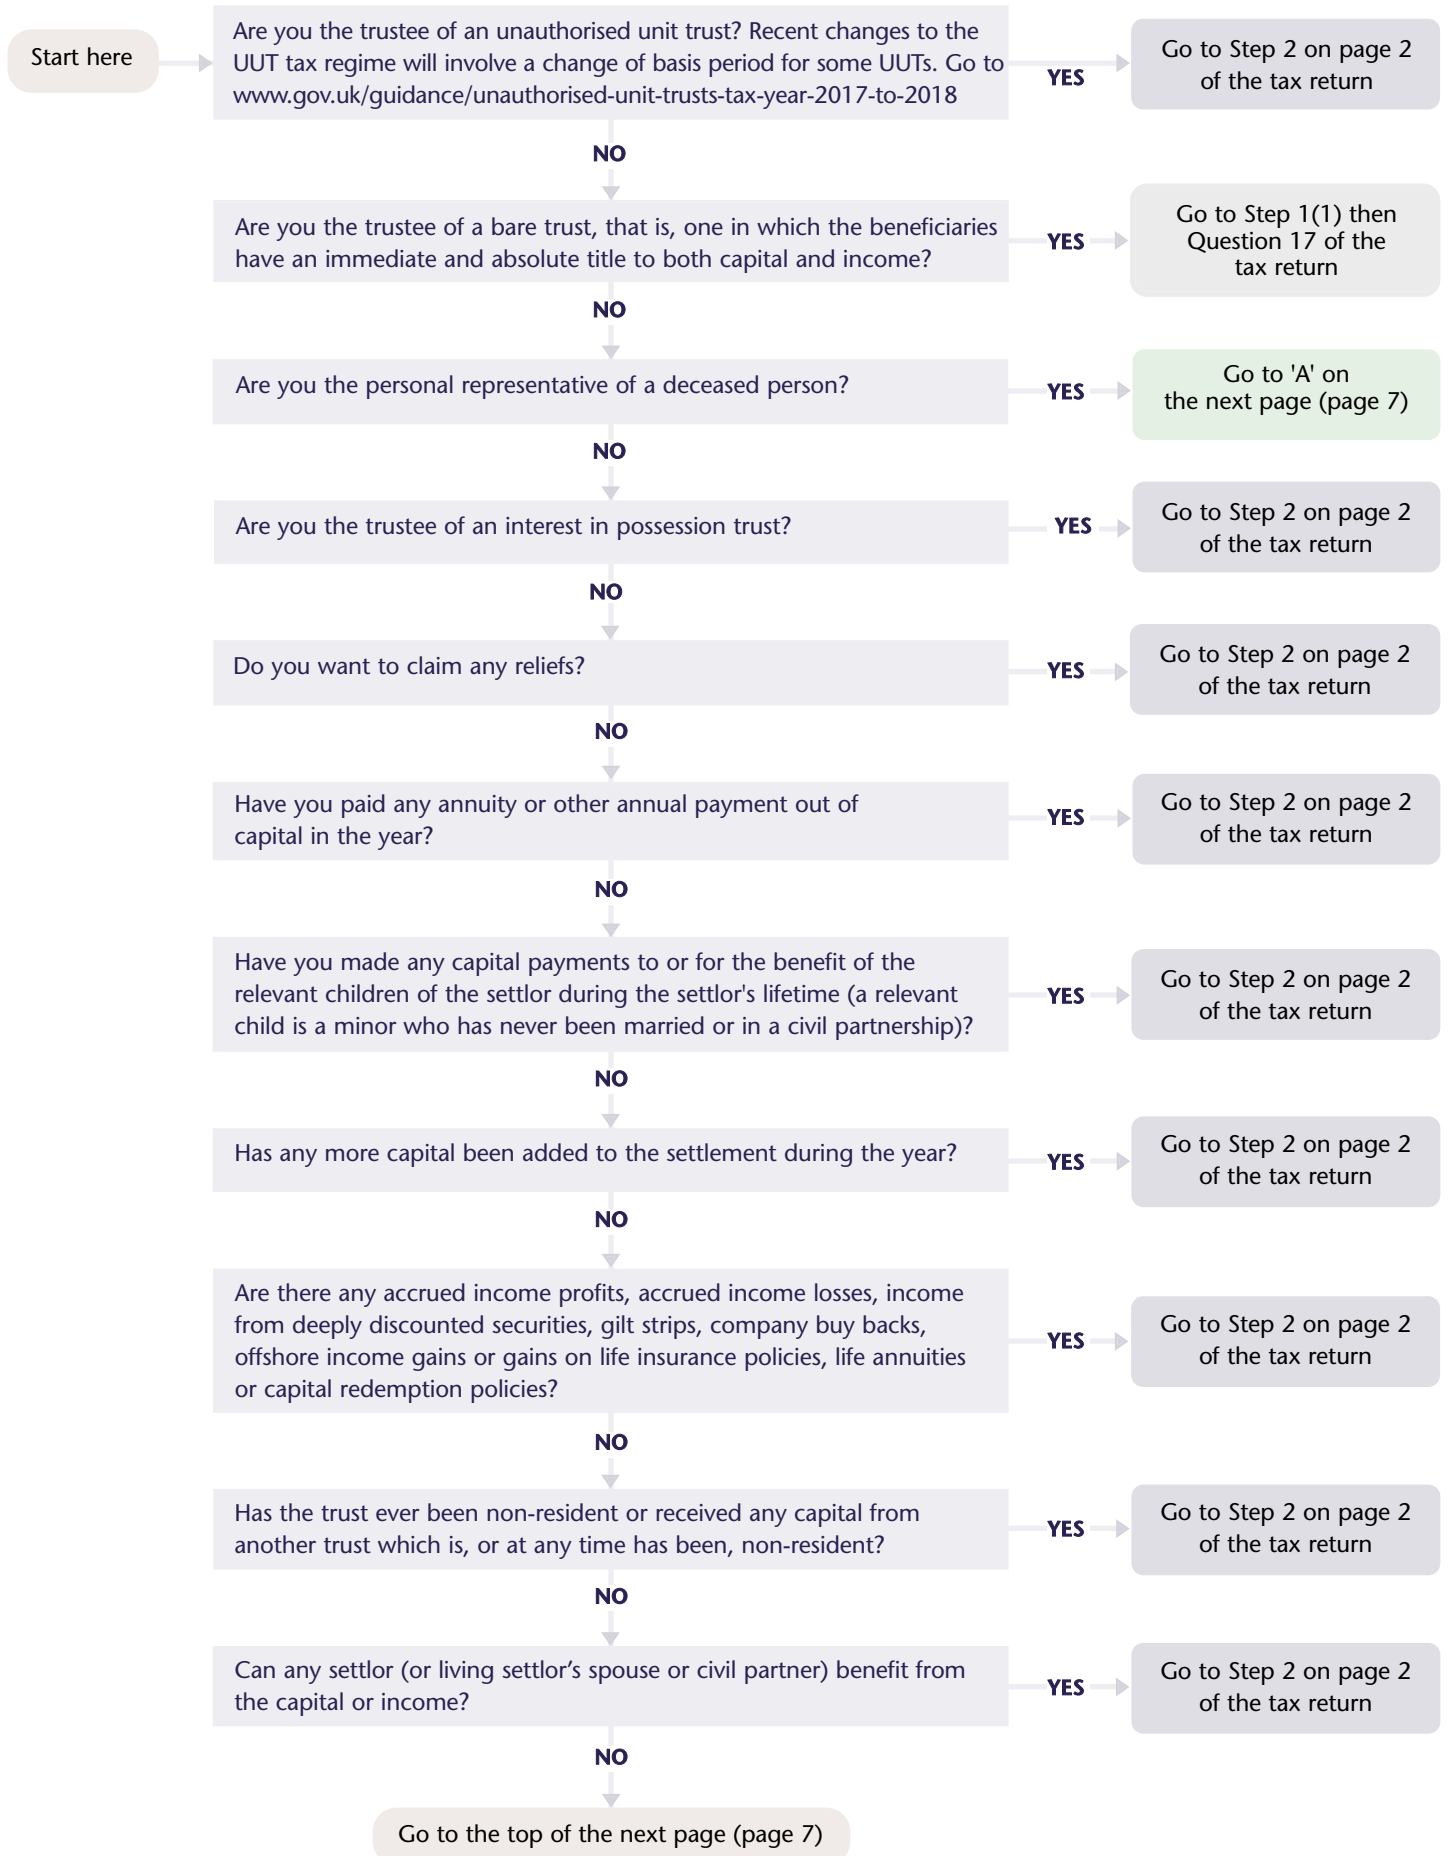 Start here
Are you the trustee of an unauthorised unit trust? Recent changes to the
UUT tax regime will involve a change of basis period for some UUTs. Go to
www.gov.uk/guidance/unauthorised-unit-trusts-tax-year-2017-to-2018
YES
Go to Step 2 on page 2
of the tax return
NO
Are you the trustee of a bare trust, that is, one in which the beneficiaries
have an immediate and absolute title to both capital and income?
YES
Go to Step 1(1) then
Question 17 of the
tax return
NO
Are you the personal representative of a deceased person?
YES
Go to 'A' on
the next page (page 7)
NO
Are you the trustee of an interest in possession trust?
YES
Go to Step 2 on page 2
of the tax return
NO
Do you want to claim any reliefs?
YES
Go to Step 2 on page 2
of the tax return
NO
Have you paid any annuity or other annual payment out of
capital in the year?
YES
Go to Step 2 on page 2
of the tax return
NO
Have you made any capital payments to or for the benefit of the
relevant children of the settlor during the settlor's lifetime (a relevant
child is a minor who has never been married or in a civil partnership)?
YES
Go to Step 2 on page 2
of the tax return
NO
Has any more capital been added to the settlement during the year?
YES
Go to Step 2 on page 2
of the tax return
NO
Are there any accrued income profits, accrued income losses, income
from deeply discounted securities, gilt strips, company buy backs,
offshore income gains or gains on life insurance policies, life annuities
or capital redemption policies?
YES
Go to Step 2 on page 2
of the tax return
NO
Has the trust ever been non-resident or received any capital from
another trust which is, or at any time has been, non-resident?
YES
Go to Step 2 on page 2
of the tax return
NO
Can any settlor (or living settlor’s spouse or civil partner) benefit from
the capital or income?
YES
Go to Step 2 on page 2
of the tax return
NO
Go to the top of the next page (page 7)